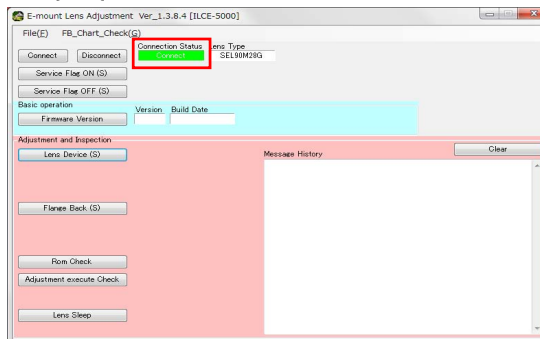 E-mount Lens Adjustment Ver_1.3.8.4 [ILCE-5000]
File(F) FB_Chart_Check(G)
Connection Status Lens Type
Connect Disconnect Connect SEL90M28G
Service Flag ON (S)
Service Flag OFF (S)
Basic operation
Version Build Date
Firmware Version
Adjustment and Inspection
Clear
Lens Device (S) Message History
Flange Back (S)
Rom Check
Adjustment execute Check
Lens Sleep